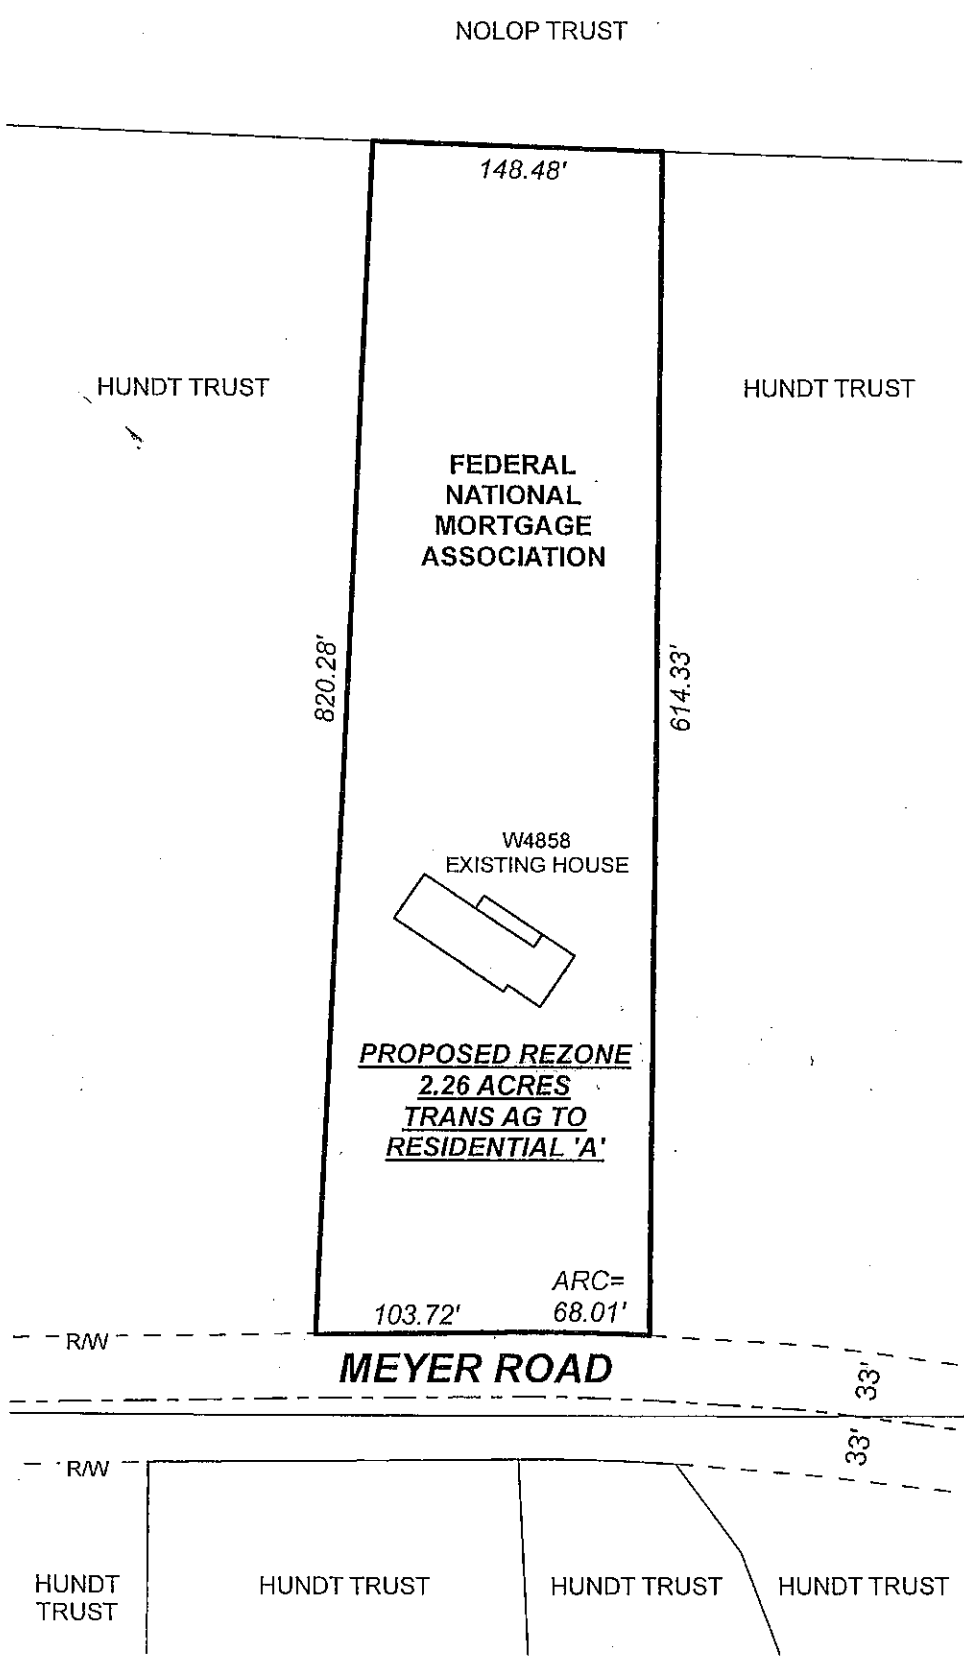 NOLOP TRUST
148.48'
HUNDT TRUST
HUNDT TRUST
FEDERAL
NATIONAL
MORTGAGE
ASSOCIATION
820.28'
614.33'
W4858
EXISTING HOUSE
PROPOSED REZONE
2.26 ACRES
TRANS AG TO
RESIDENTIAL 'A'
ARC=
68.01'
103.72'
R/W
MEYER ROAD
33'
33'
R/W
HUNDT
TRUST
HUNDT TRUST
HUNDT TRUST
HUNDT TRUST